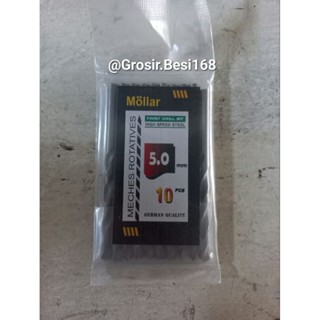 @Grosir.Besi168
Möllar
MECHES ROTATIVES
TWIST DRILL BIT
HIGH SPEED STEEL
5.0 mm
10 PCS
GERMAN QUALITY